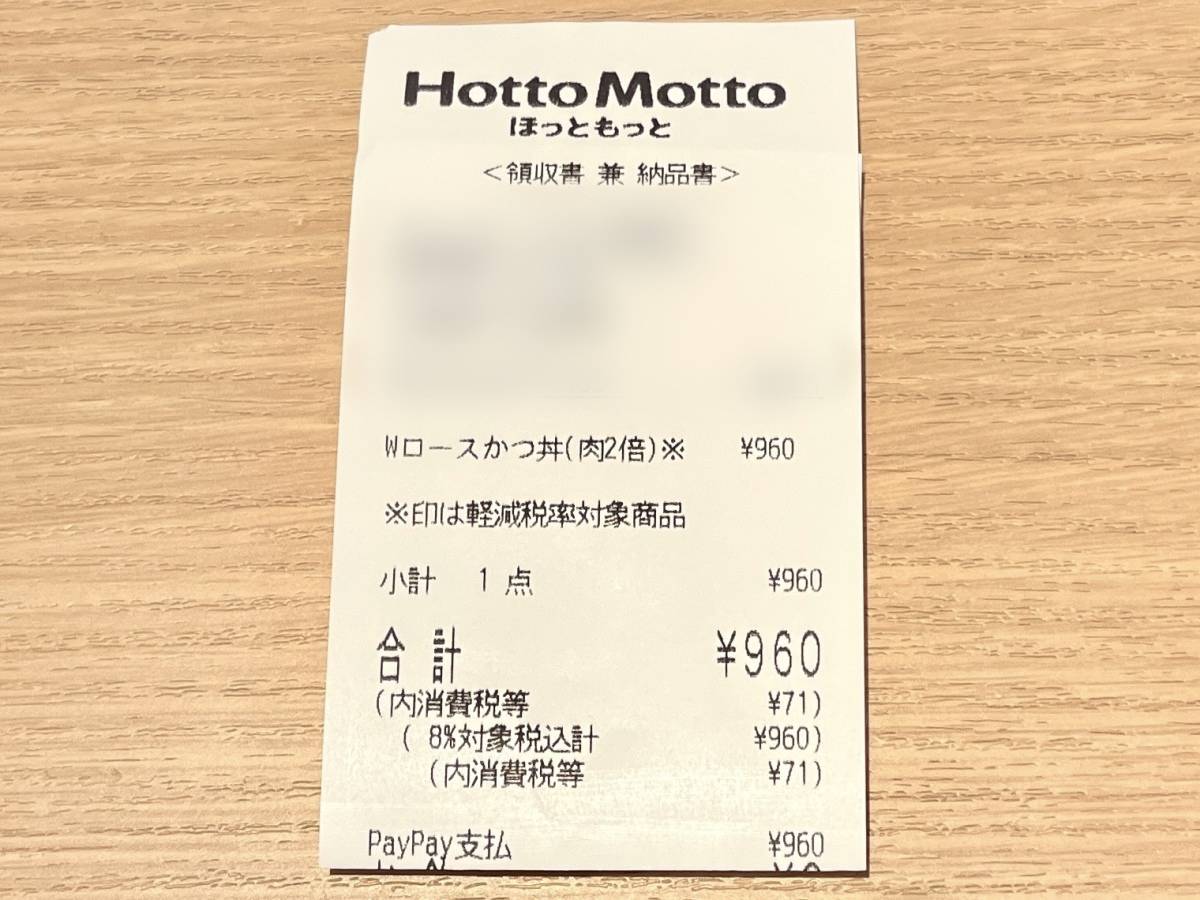 Hotto Motto
ほっともっと
＜領収書 兼 納品書＞
Wロースかつ丼(肉2倍)※ ¥960
※印は軽減税率対象商品
小計 1 点 ¥960
合計 ¥960
(内消費税等 ¥71)
( 8%対象税込計 ¥960)
(内消費税等 ¥71)
PayPay支払 ¥960